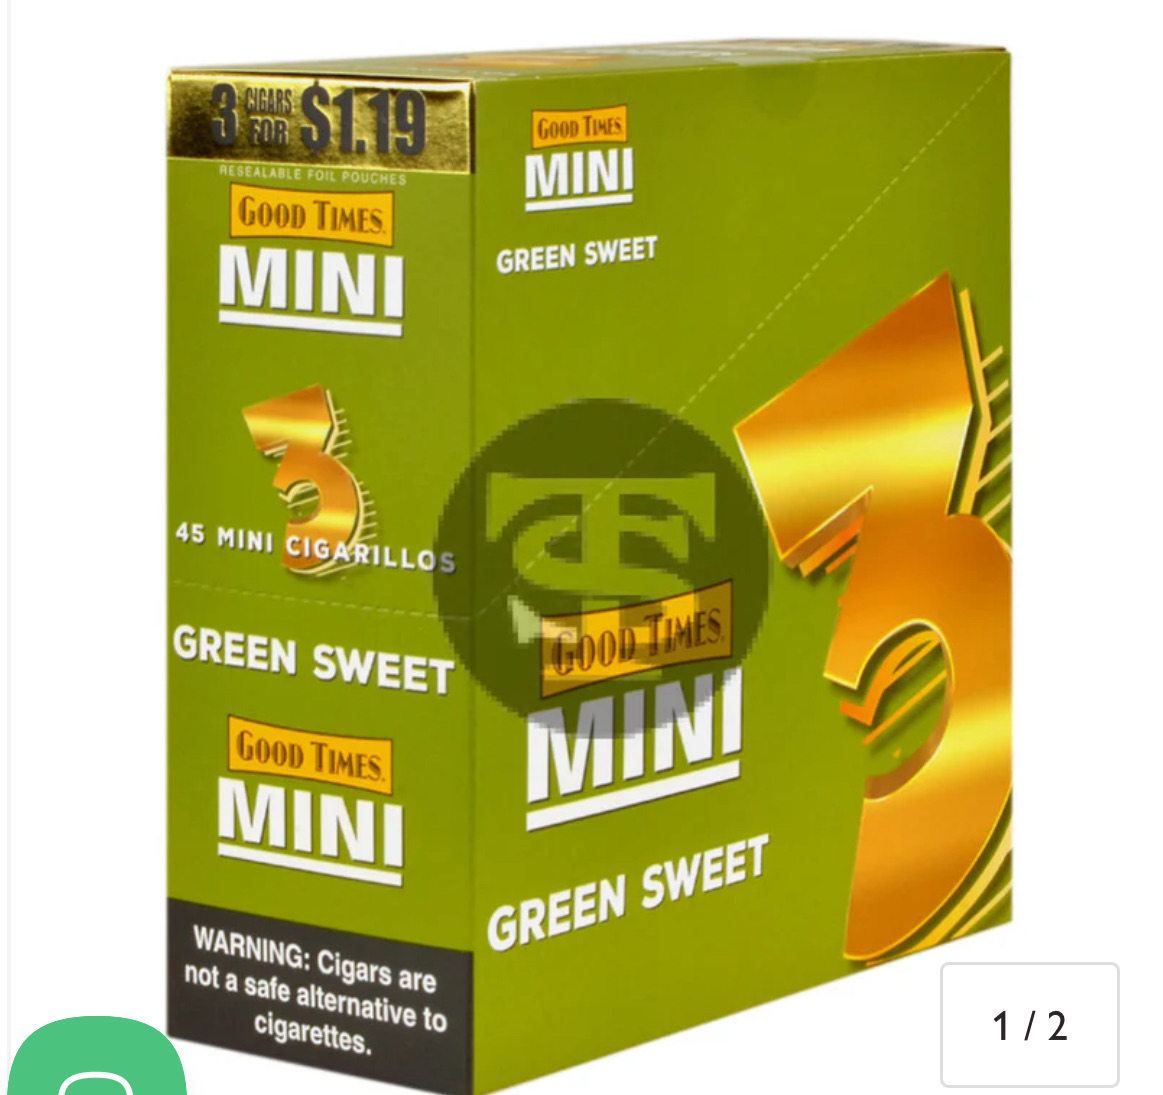 3 CIGARS FOR $1.19
RESEALABLE FOIL POUCHES
GOOD TIMES.
MINI
3
45 MINI CIGARILLOS
GREEN SWEET
GOOD TIMES.
MINI
WARNING: Cigars are
not a safe alternative to
cigarettes.
GOOD TIMES.
MINI
GREEN SWEET
3
GOOD TIMES.
MINI
GREEN SWEET
1 / 2